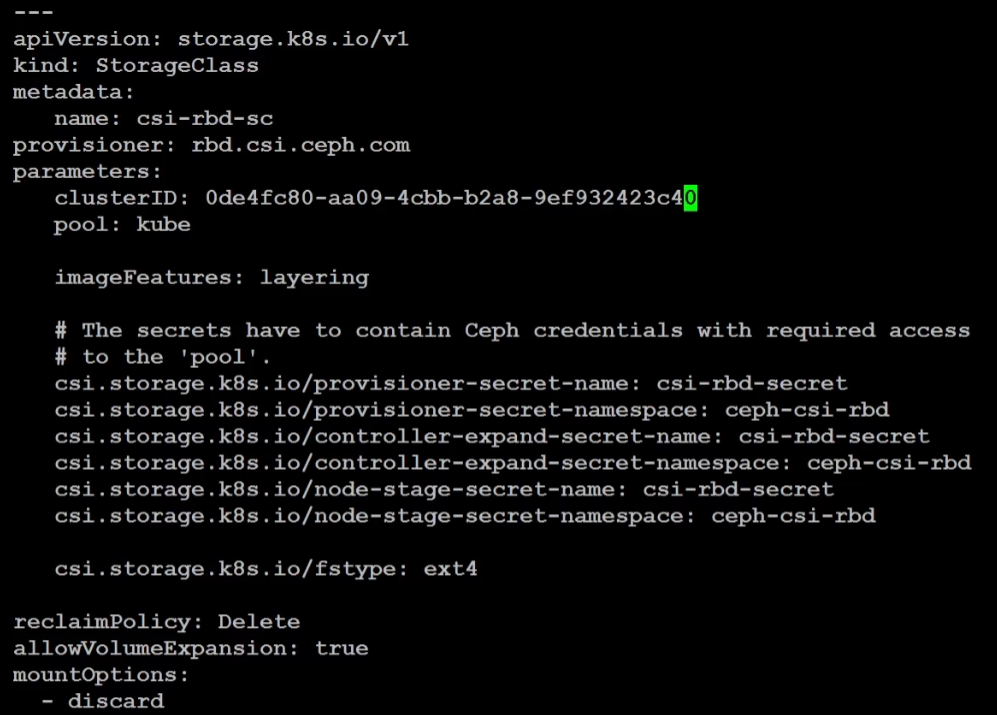 ---
apiVersion: storage.k8s.io/v1
kind: StorageClass
metadata:
   name: csi-rbd-sc
provisioner: rbd.csi.ceph.com
parameters:
   clusterID: 0de4fc80-aa09-4cbb-b2a8-9ef932423c40
   pool: kube

   imageFeatures: layering

   # The secrets have to contain Ceph credentials with required access
   # to the 'pool'.
   csi.storage.k8s.io/provisioner-secret-name: csi-rbd-secret
   csi.storage.k8s.io/provisioner-secret-namespace: ceph-csi-rbd
   csi.storage.k8s.io/controller-expand-secret-name: csi-rbd-secret
   csi.storage.k8s.io/controller-expand-secret-namespace: ceph-csi-rbd
   csi.storage.k8s.io/node-stage-secret-name: csi-rbd-secret
   csi.storage.k8s.io/node-stage-secret-namespace: ceph-csi-rbd

   csi.storage.k8s.io/fstype: ext4

reclaimPolicy: Delete
allowVolumeExpansion: true
mountOptions:
  - discard